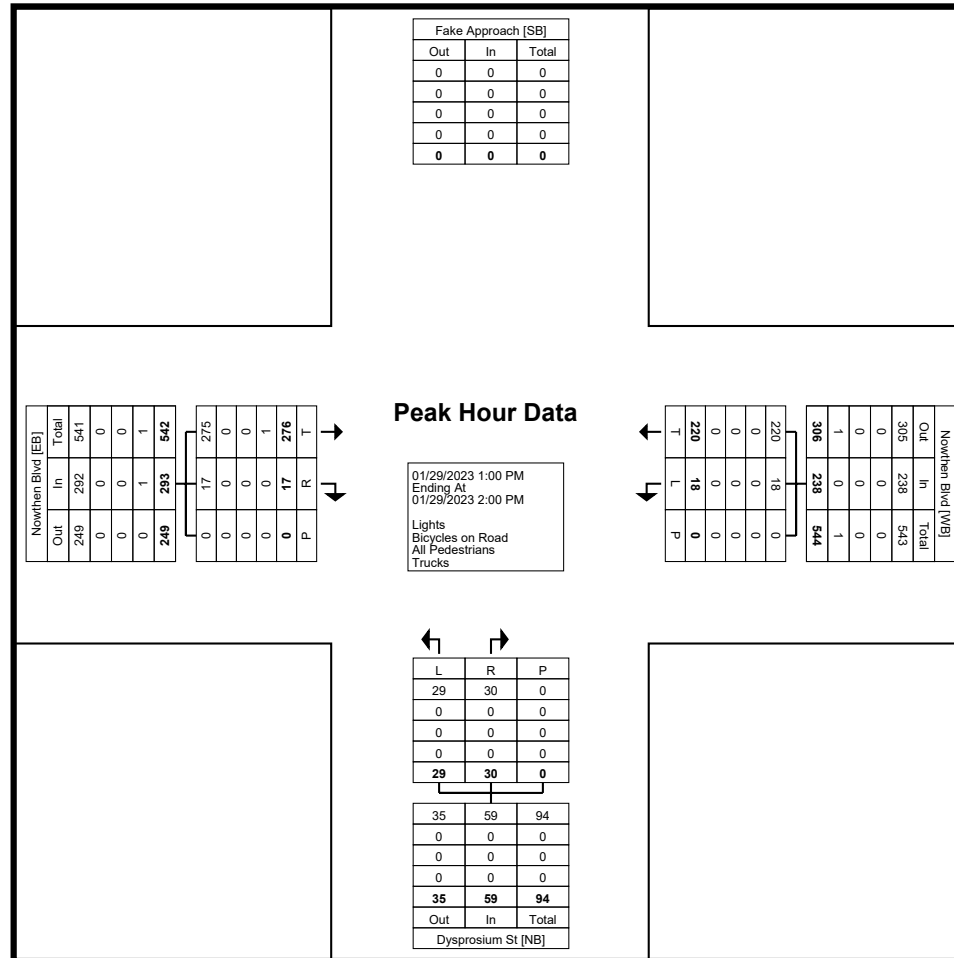 Fake Approach [SB]
Out In Total
0 0 0
0 0 0
0 0 0
0 0 0
0 0 0
Peak Hour Data
01/29/2023 1:00 PM
Ending At
01/29/2023 2:00 PM
Lights
Bicycles on Road
All Pedestrians
Trucks
Nowthen Blvd [EB]
Total In Out
541 292 249
0 0 0
0 0 0
1 1 0
542 293 249
275 17 0
0 0 0
0 0 0
1 0 0
276 17 0
T R P
Nowthen Blvd [WB]
Out In Total
305 238 543
0 0 0
0 0 0
1 0 1
306 238 544
220 18 0
0 0 0
0 0 0
0 0 0
220 18 0
T L P
L R P
29 30 0
0 0 0
0 0 0
0 0 0
29 30 0
35 59 94
0 0 0
0 0 0
0 0 0
35 59 94
Out In Total
Dysprosium St [NB]